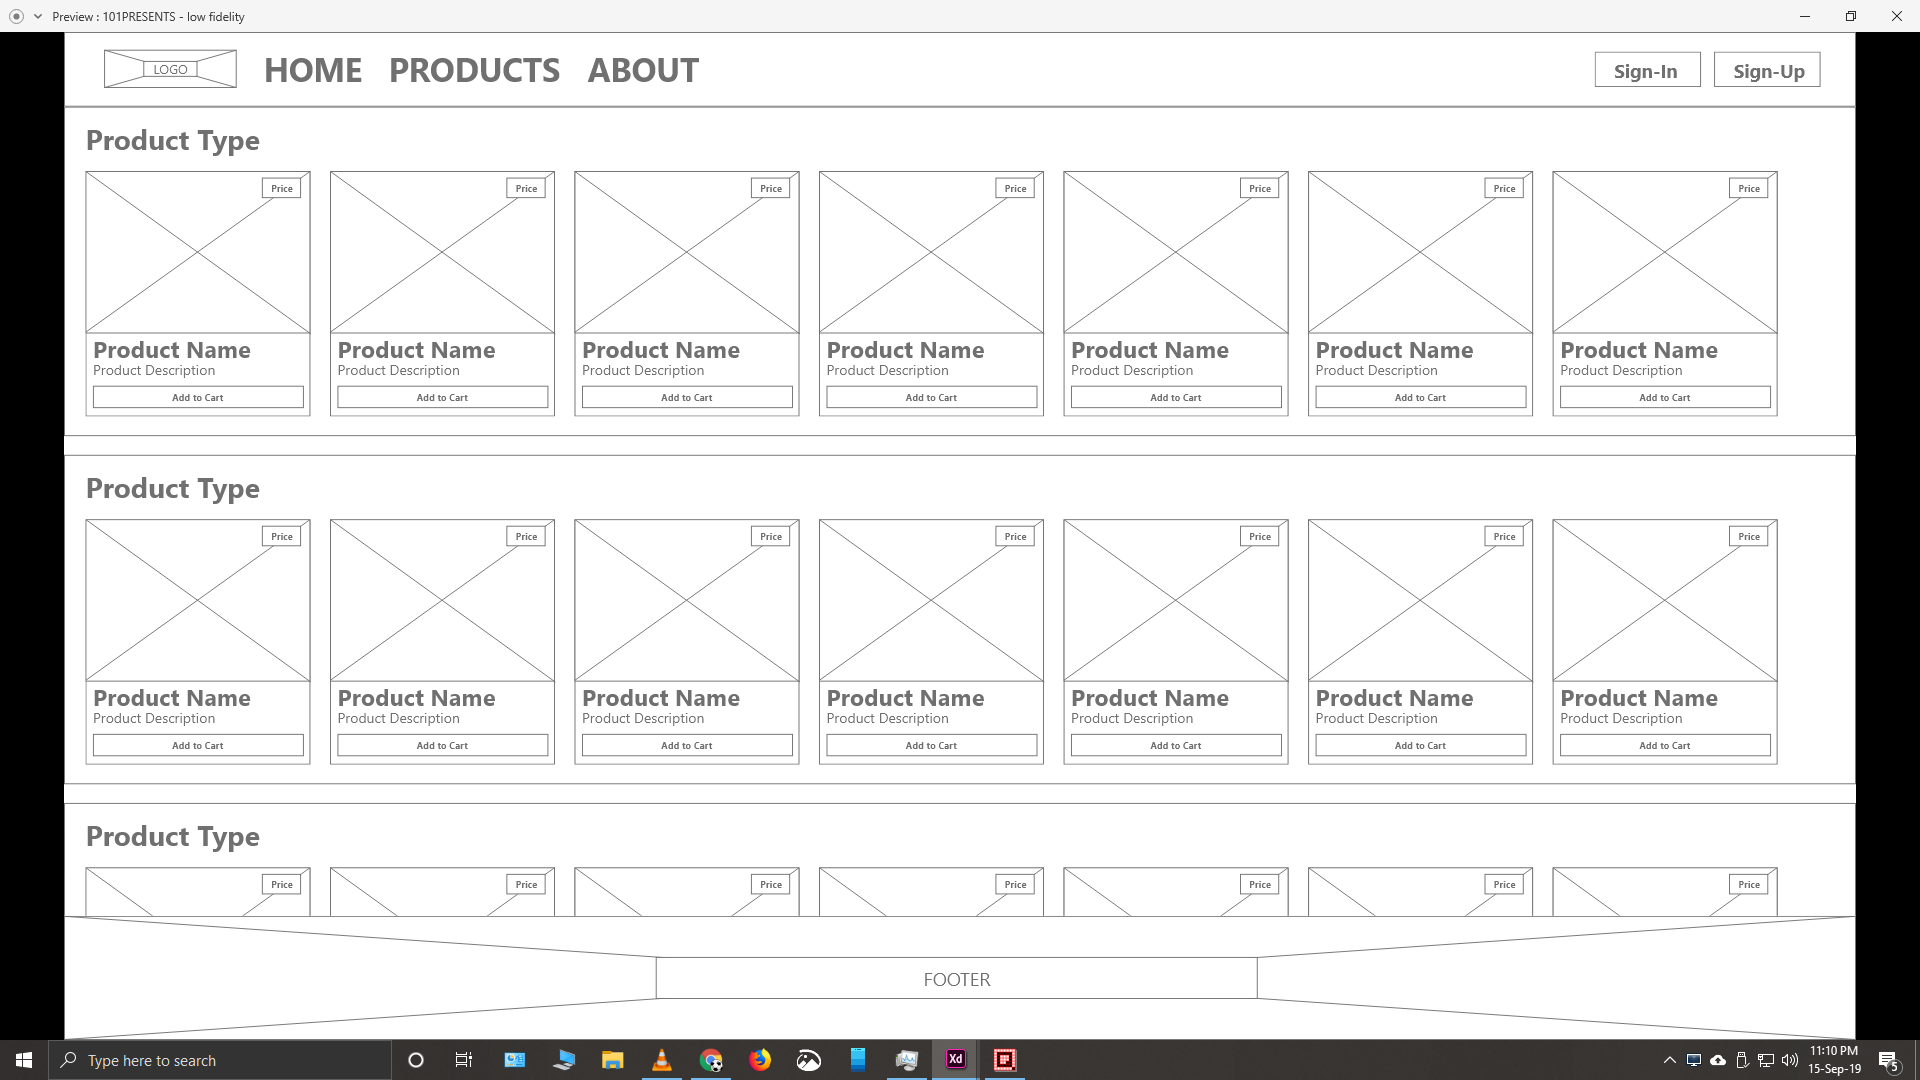 Preview : 101PRESENTS - low fidelity
LOGO HOME PRODUCTS ABOUT Sign-In Sign-Up
Product Type
Price Price Price Price Price Price Price
Product Name Product Name Product Name Product Name Product Name Product Name Product Name
Product Description Product Description Product Description Product Description Product Description Product Description Product Description
Add to Cart Add to Cart Add to Cart Add to Cart Add to Cart Add to Cart Add to Cart
Product Type
Price Price Price Price Price Price Price
Product Name Product Name Product Name Product Name Product Name Product Name Product Name
Product Description Product Description Product Description Product Description Product Description Product Description Product Description
Add to Cart Add to Cart Add to Cart Add to Cart Add to Cart Add to Cart Add to Cart
Product Type
Price Price Price Price Price Price Price
FOOTER
Type here to search
Xd
11:10 PM
15-Sep-19
5